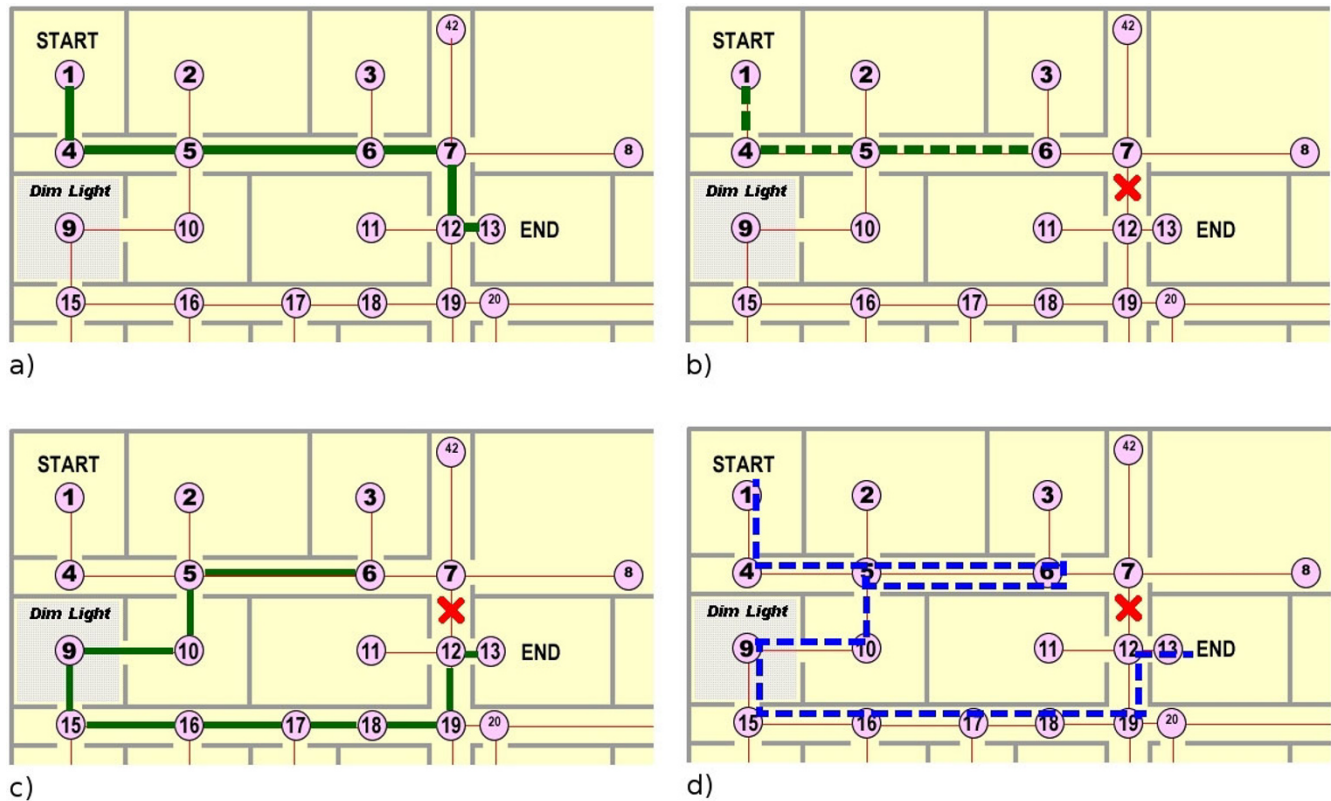 42
START
1 2 3
4 5 6 7 8
Dim Light
9 10 11 12 13 END
15 16 17 18 19 20
a)
42
START
1 2 3
4 5 6 7 8
Dim Light
9 10 11 12 13 END
15 16 17 18 19 20
b)
42
START
1 2 3
4 5 6 7 8
Dim Light
9 10 11 12 13 END
15 16 17 18 19 20
c)
42
START
1 2 3
4 5 6 7 8
Dim Light
9 10 11 12 13 END
15 16 17 18 19 20
d)